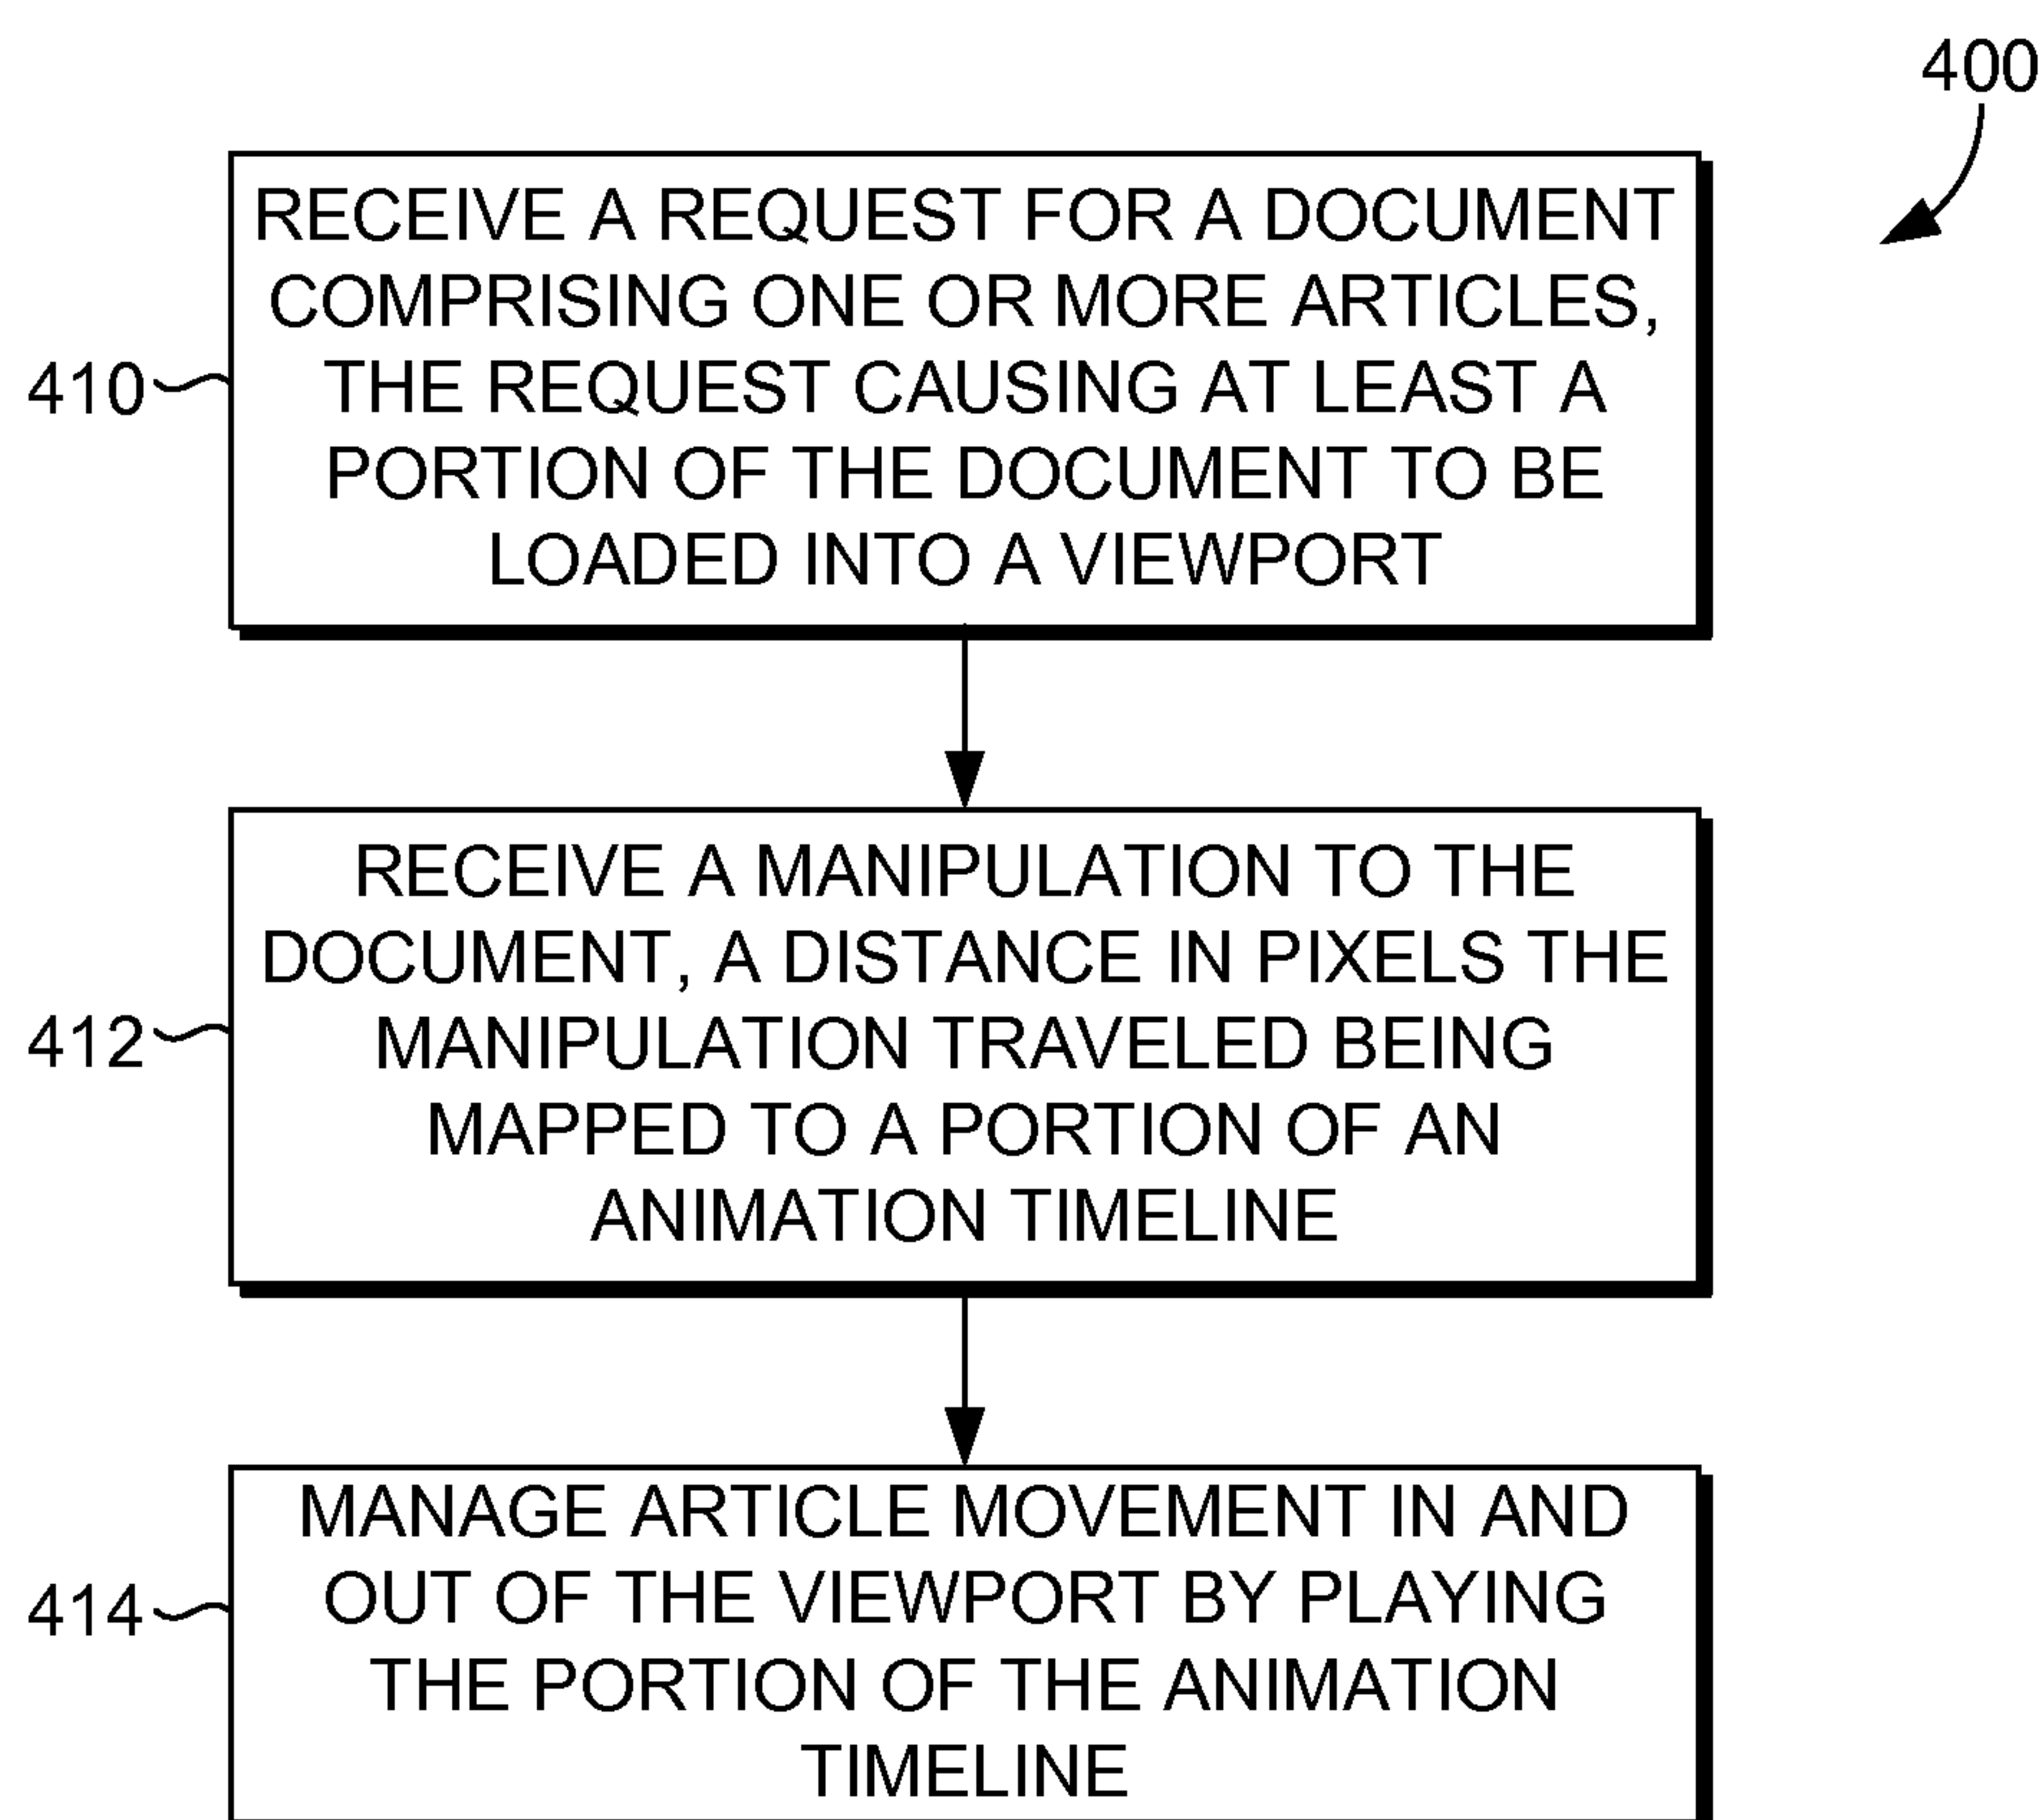 400
RECEIVE A REQUEST FOR A DOCUMENT
COMPRISING ONE OR MORE ARTICLES,
THE REQUEST CAUSING AT LEAST A
PORTION OF THE DOCUMENT TO BE
LOADED INTO A VIEWPORT
410
RECEIVE A MANIPULATION TO THE
DOCUMENT, A DISTANCE IN PIXELS THE
MANIPULATION TRAVELED BEING
MAPPED TO A PORTION OF AN
ANIMATION TIMELINE
412
MANAGE ARTICLE MOVEMENT IN AND
OUT OF THE VIEWPORT BY PLAYING
THE PORTION OF THE ANIMATION
TIMELINE
414